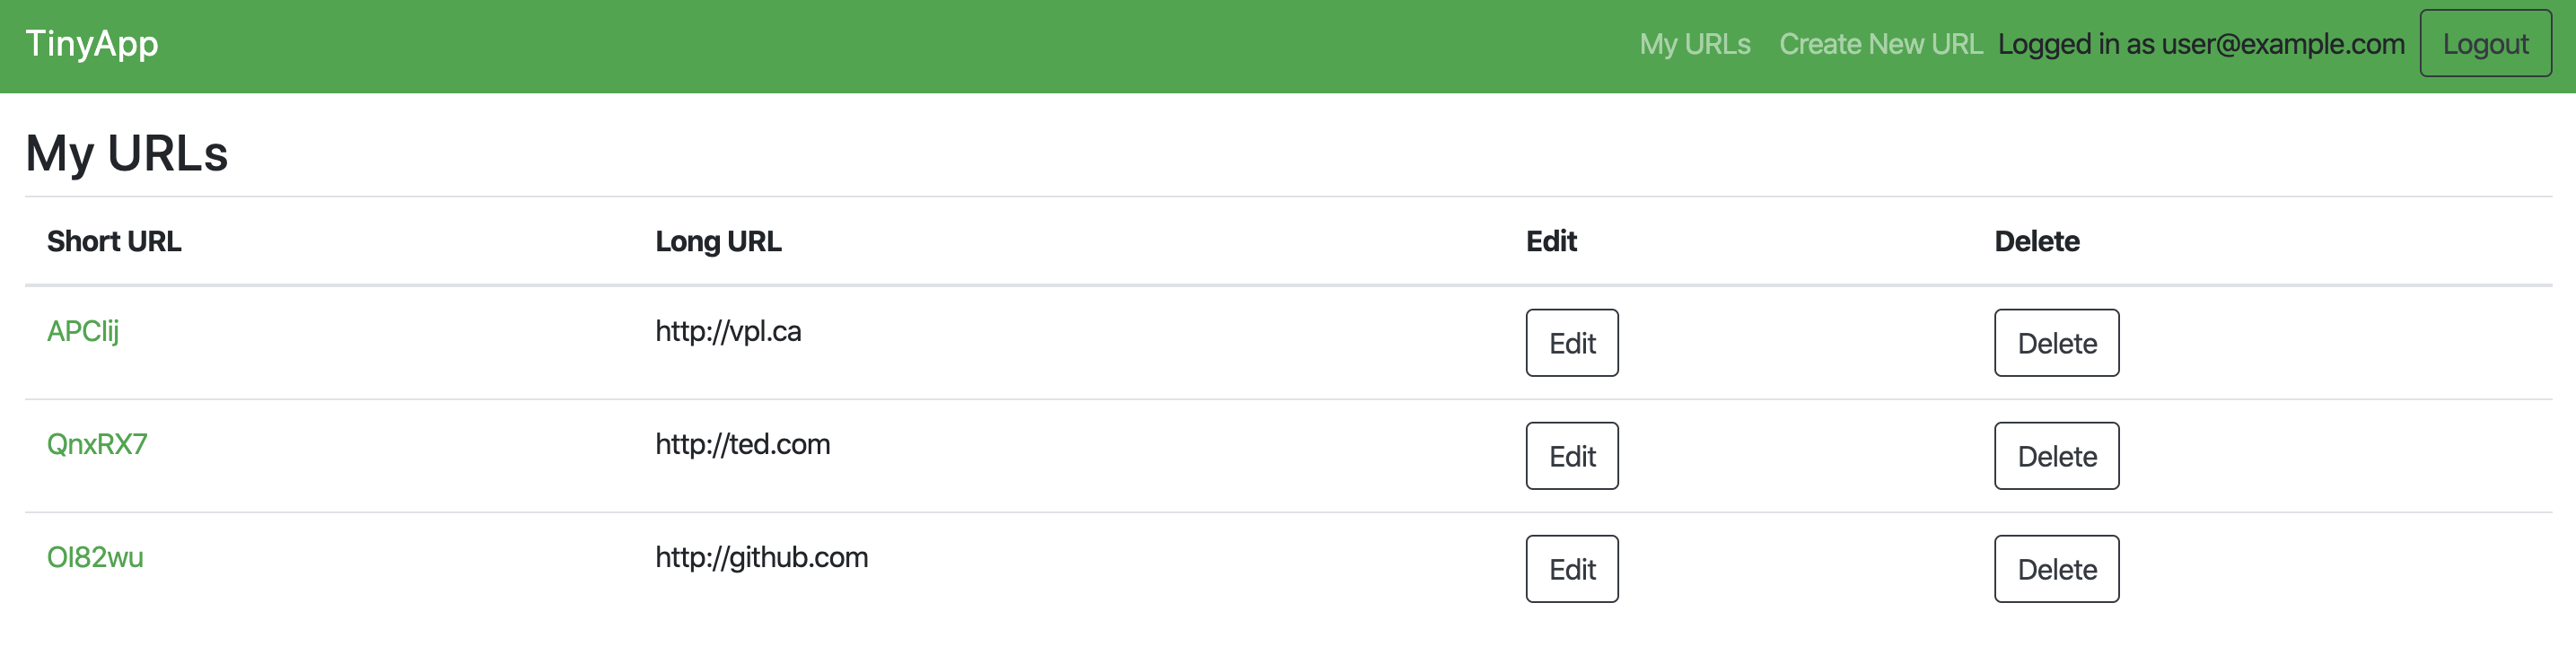 TinyApp My URLs Create New URL Logged in as user@example.com Logout
My URLs
Short URL Long URL Edit Delete
APClij http://vpl.ca Edit Delete
QnxRX7 http://ted.com Edit Delete
Ol82wu http://github.com Edit Delete